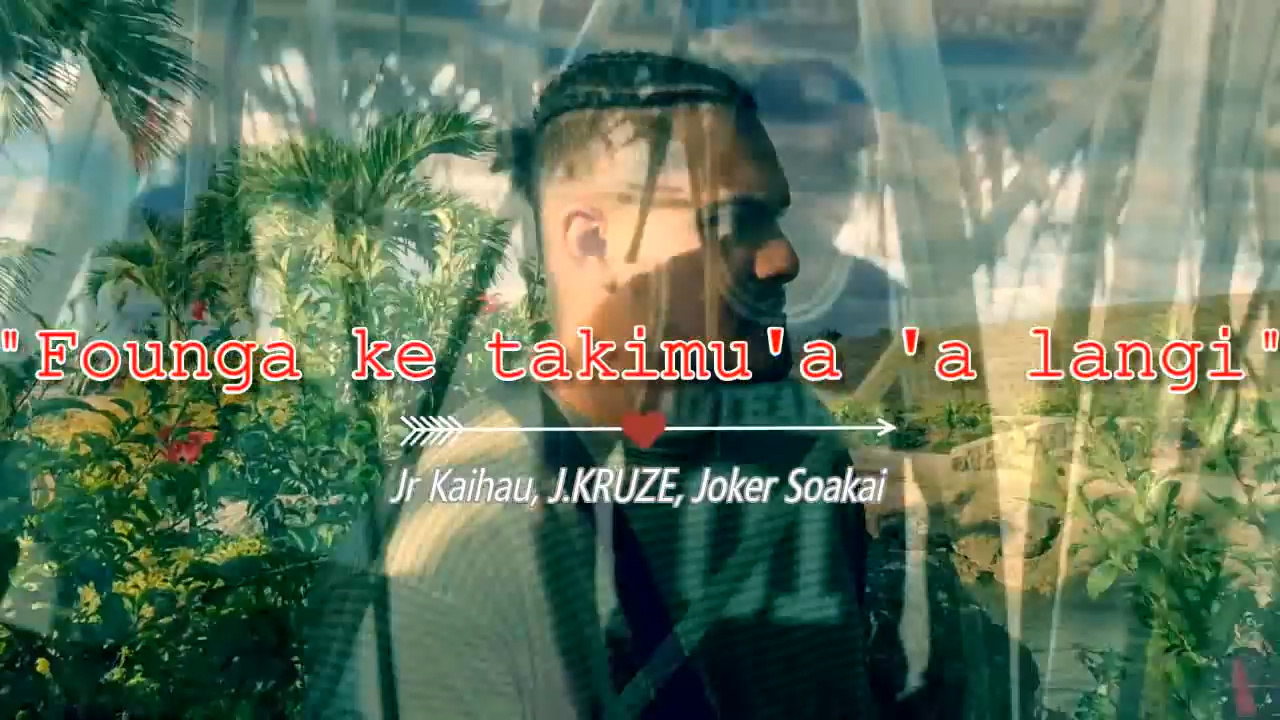 "Founga ke takimu'a 'a langi"
Jr Kaihau, J.KRUZE, Joker Soakai